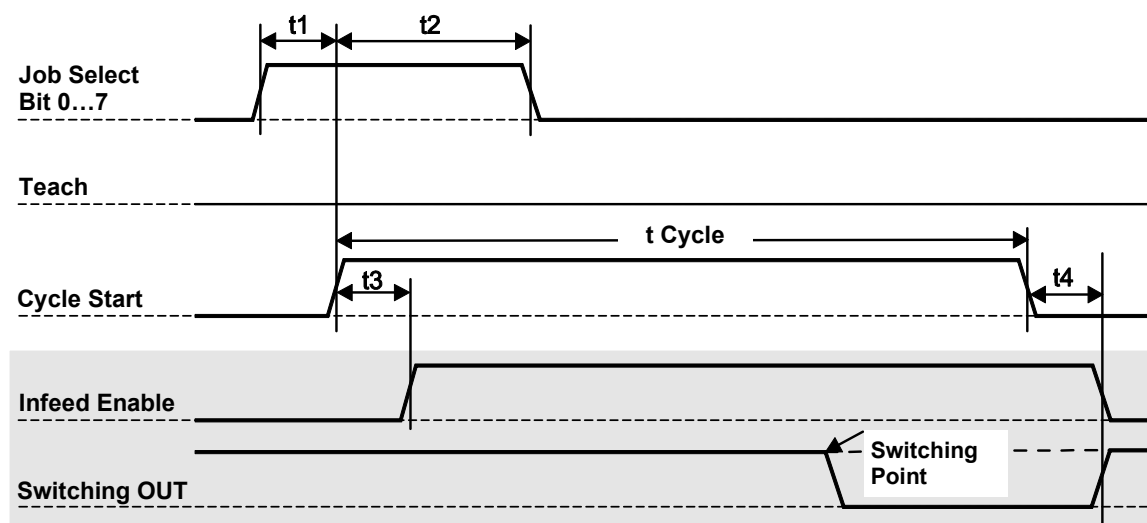 t1
t2
Job Select
Bit 0…7
Teach
t Cycle
t3
t4
Cycle Start
Infeed Enable
Switching
Point
Switching OUT